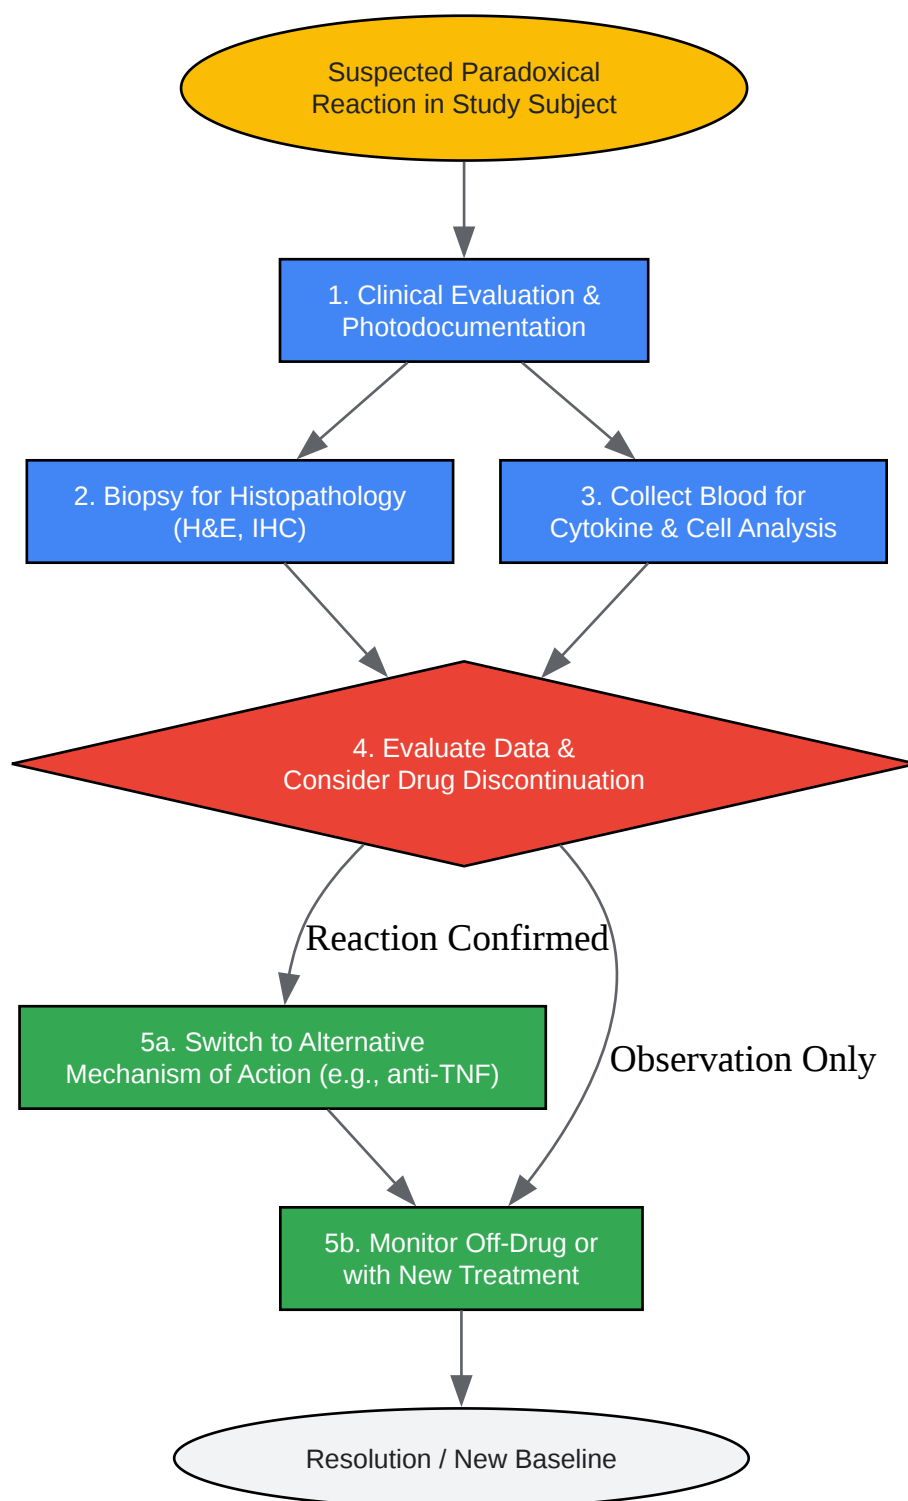 Suspected Paradoxical
Reaction in Study Subject
1. Clinical Evaluation &
Photodocumentation
2. Biopsy for Histopathology
(H&E, IHC)
3. Collect Blood for
Cytokine & Cell Analysis
4. Evaluate Data &
Consider Drug Discontinuation
Reaction Confirmed
5a. Switch to Alternative
Mechanism of Action (e.g., anti-TNF)
Observation Only
5b. Monitor Off-Drug or
with New Treatment
Resolution / New Baseline